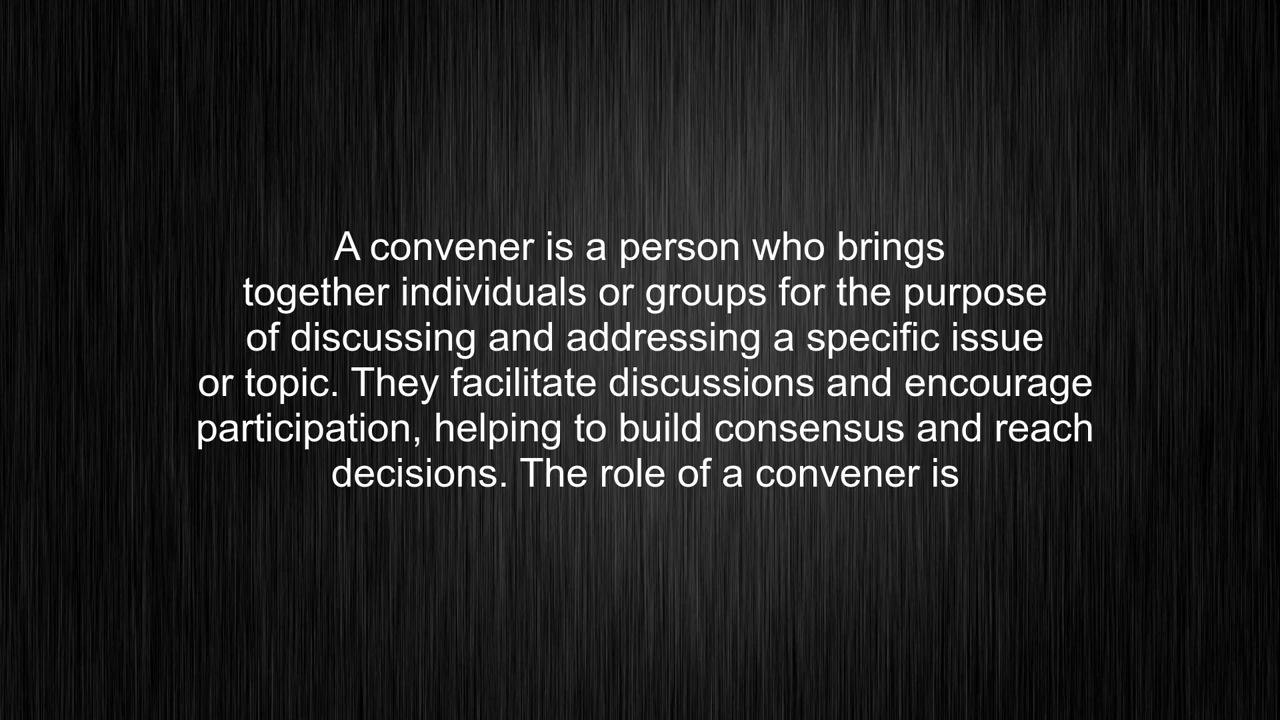 A convener is a person who brings
together individuals or groups for the purpose
of discussing and addressing a specific issue
or topic. They facilitate discussions and encourage
participation, helping to build consensus and reach
decisions. The role of a convener is